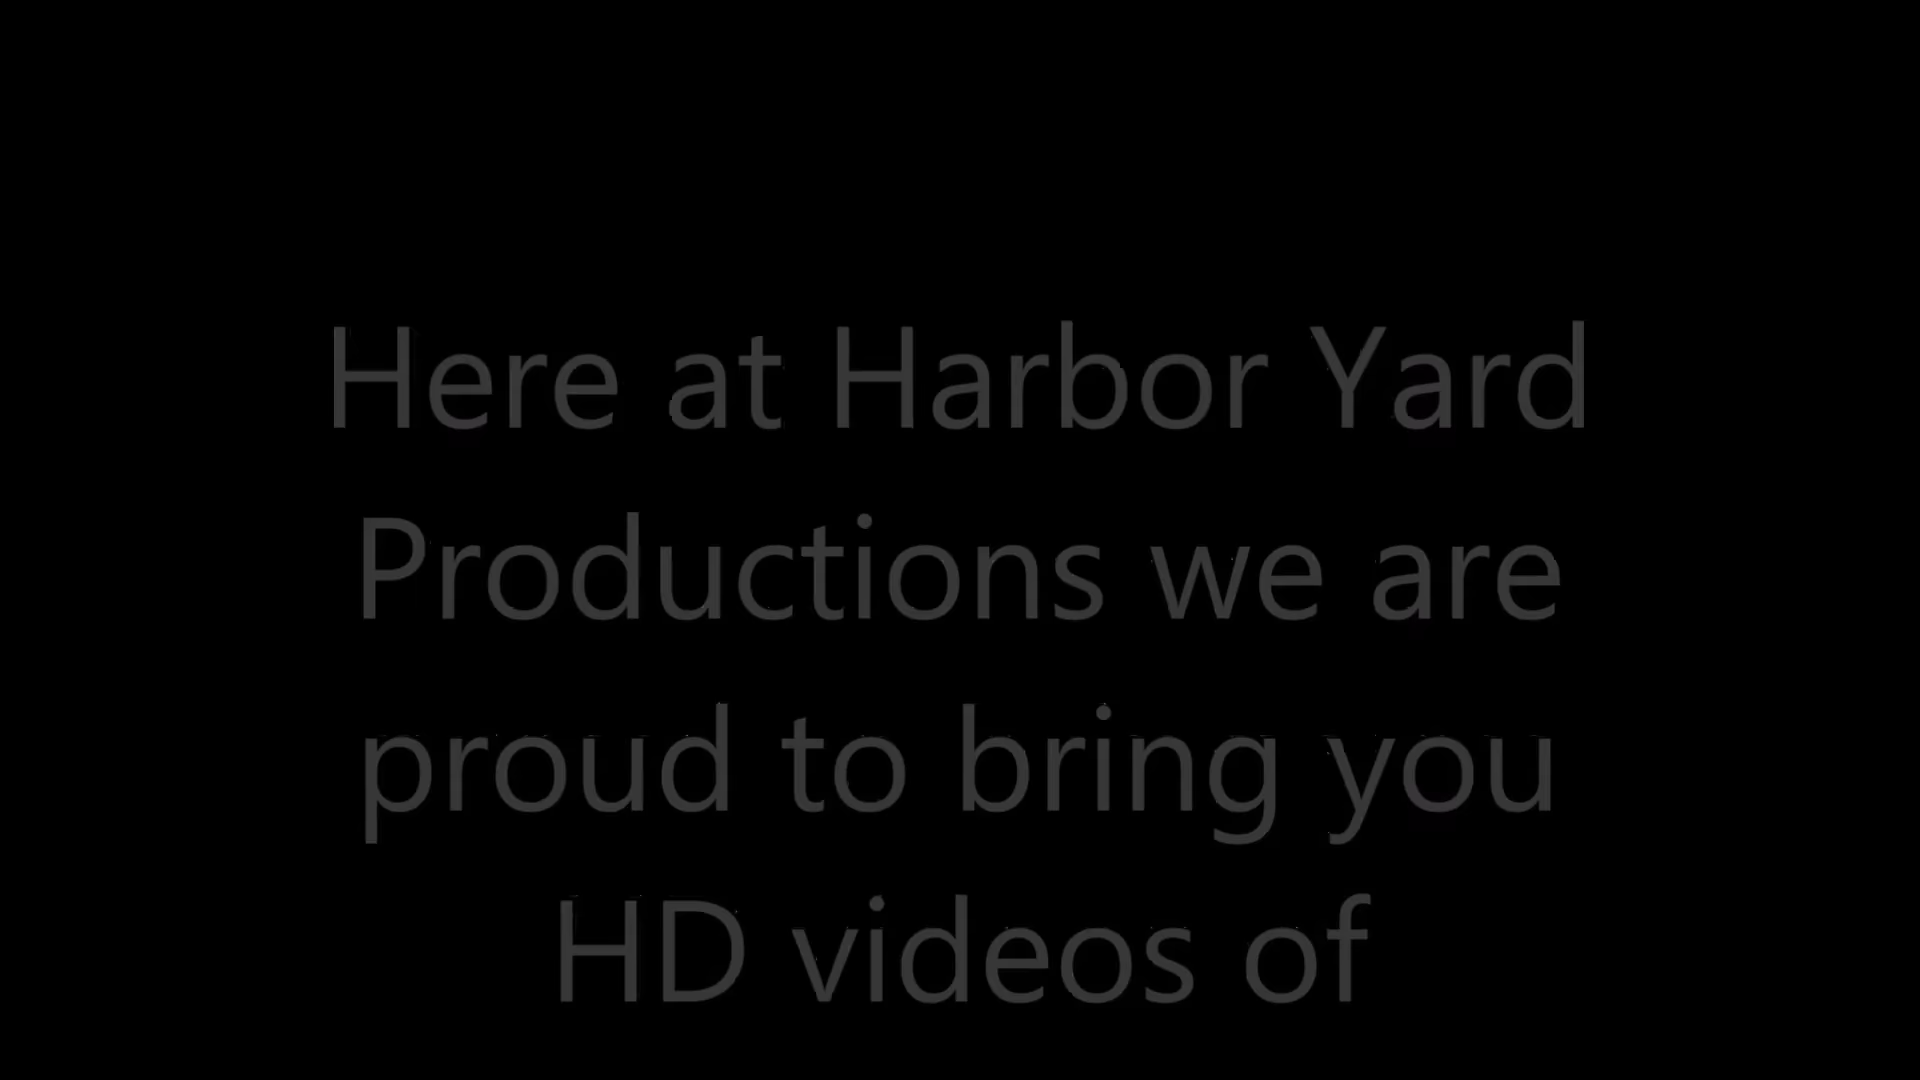 Here at Harbor Yard
Productions we are
proud to bring you
HD videos of